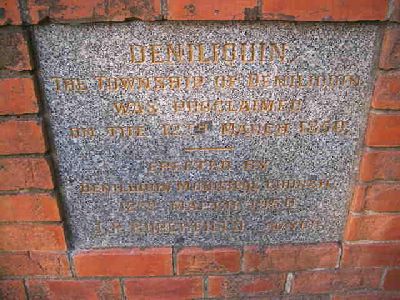 DENILIQUIN
THE TOWNSHIP OF DENILIQUIN
WAS PROCLAIMED
ON THE 12TH MARCH 1850.
ERECTED BY
DENILIQUIN MUNICIPAL COUNCIL
MARCH
MAYOR